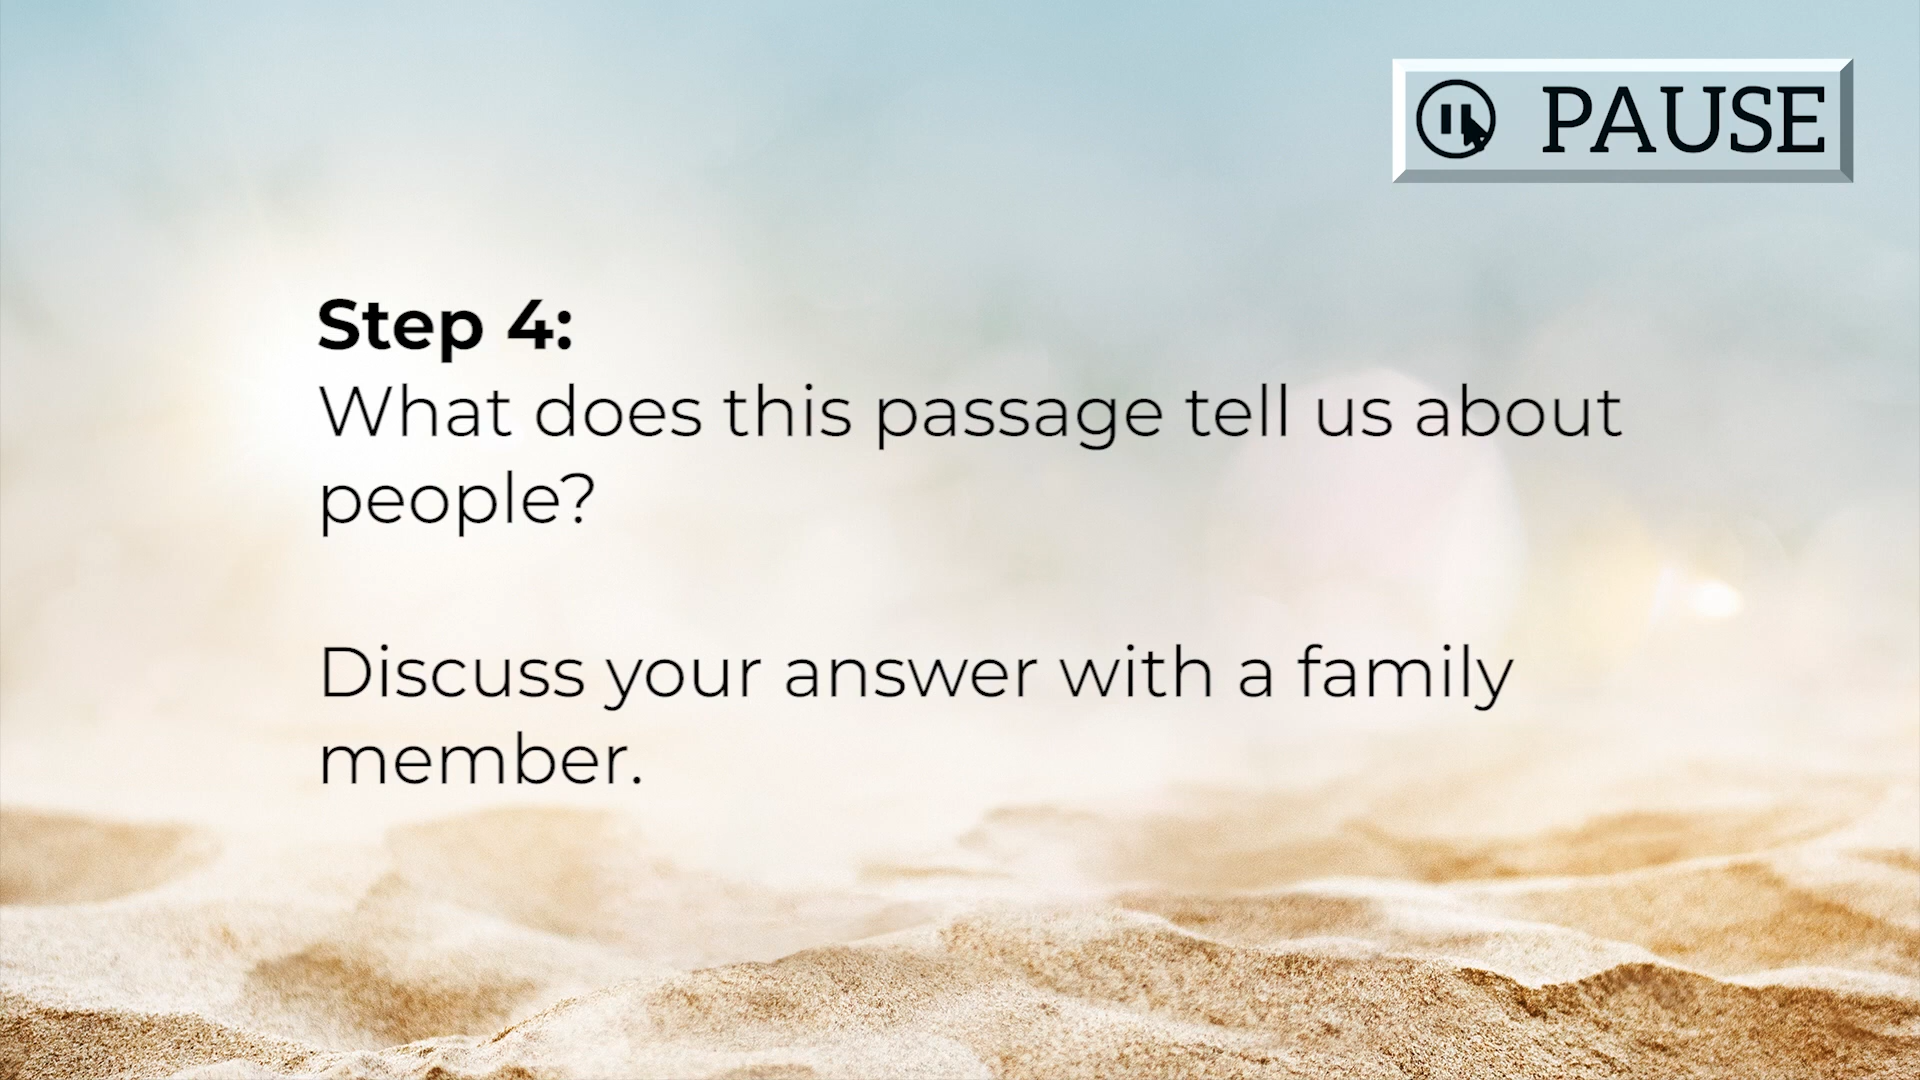 PAUSE
Step 4:
What does this passage tell us about
people?
Discuss your answer with a family
member.